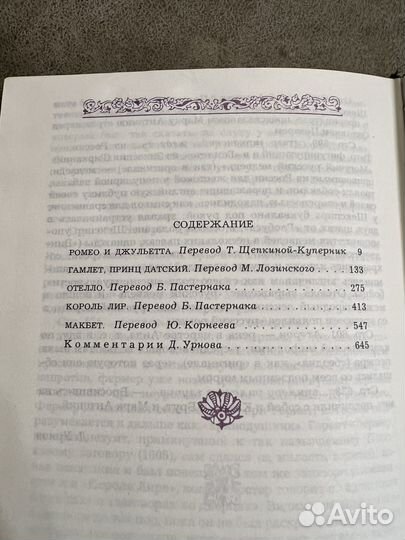 СОДЕРЖАНИЕ
РОМЕО И ДЖУЛЬЕТТА. Перевод Т. Щепкиной-Куперник 9
ГАМЛЕТ, ПРИНЦ ДАТСКИЙ. Перевод М. Лозинского . . . . 133
ОТЕЛЛО. Перевод Б. Пастернака . . . . . . . . . . . . 275
КОРОЛЬ ЛИР. Перевод Б. Пастернака . . . . . . . . . . 413
МАКБЕТ. Перевод Ю. Корнеева . . . . . . . . . . . . . 547
Комментарии Д. Урнова . . . . . . . . . . . . . . . . 645
Avito